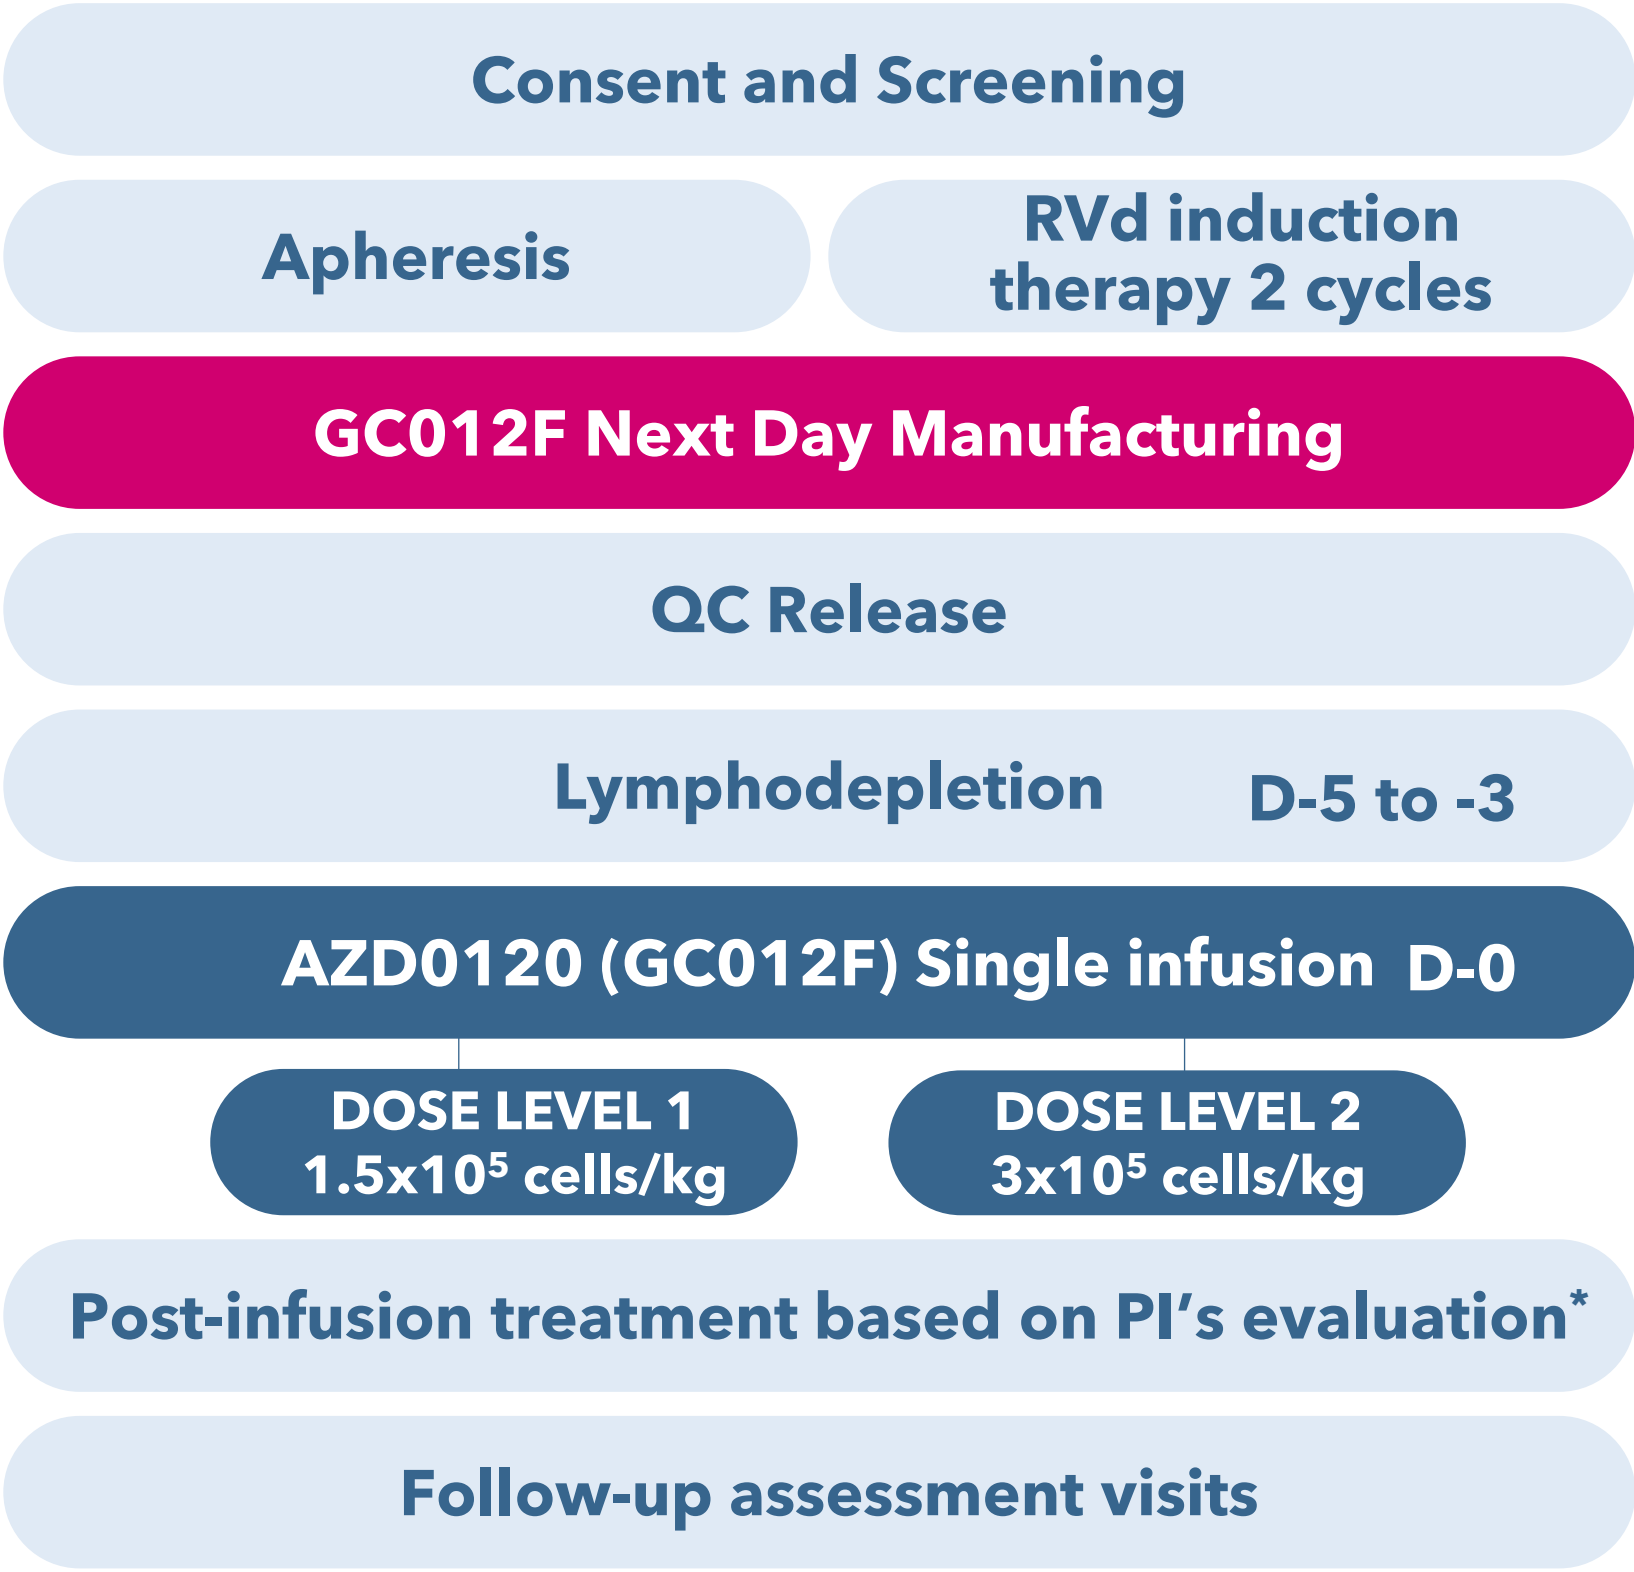 Consent and Screening
Apheresis
RVd induction
therapy 2 cycles
GC012F Next Day Manufacturing
QC Release
Lymphodepletion D-5 to -3
AZD0120 (GC012F) Single infusion D-0
DOSE LEVEL 1
1.5x10⁵ cells/kg
DOSE LEVEL 2
3x10⁵ cells/kg
Post-infusion treatment based on PI’s evaluation*
Follow-up assessment visits